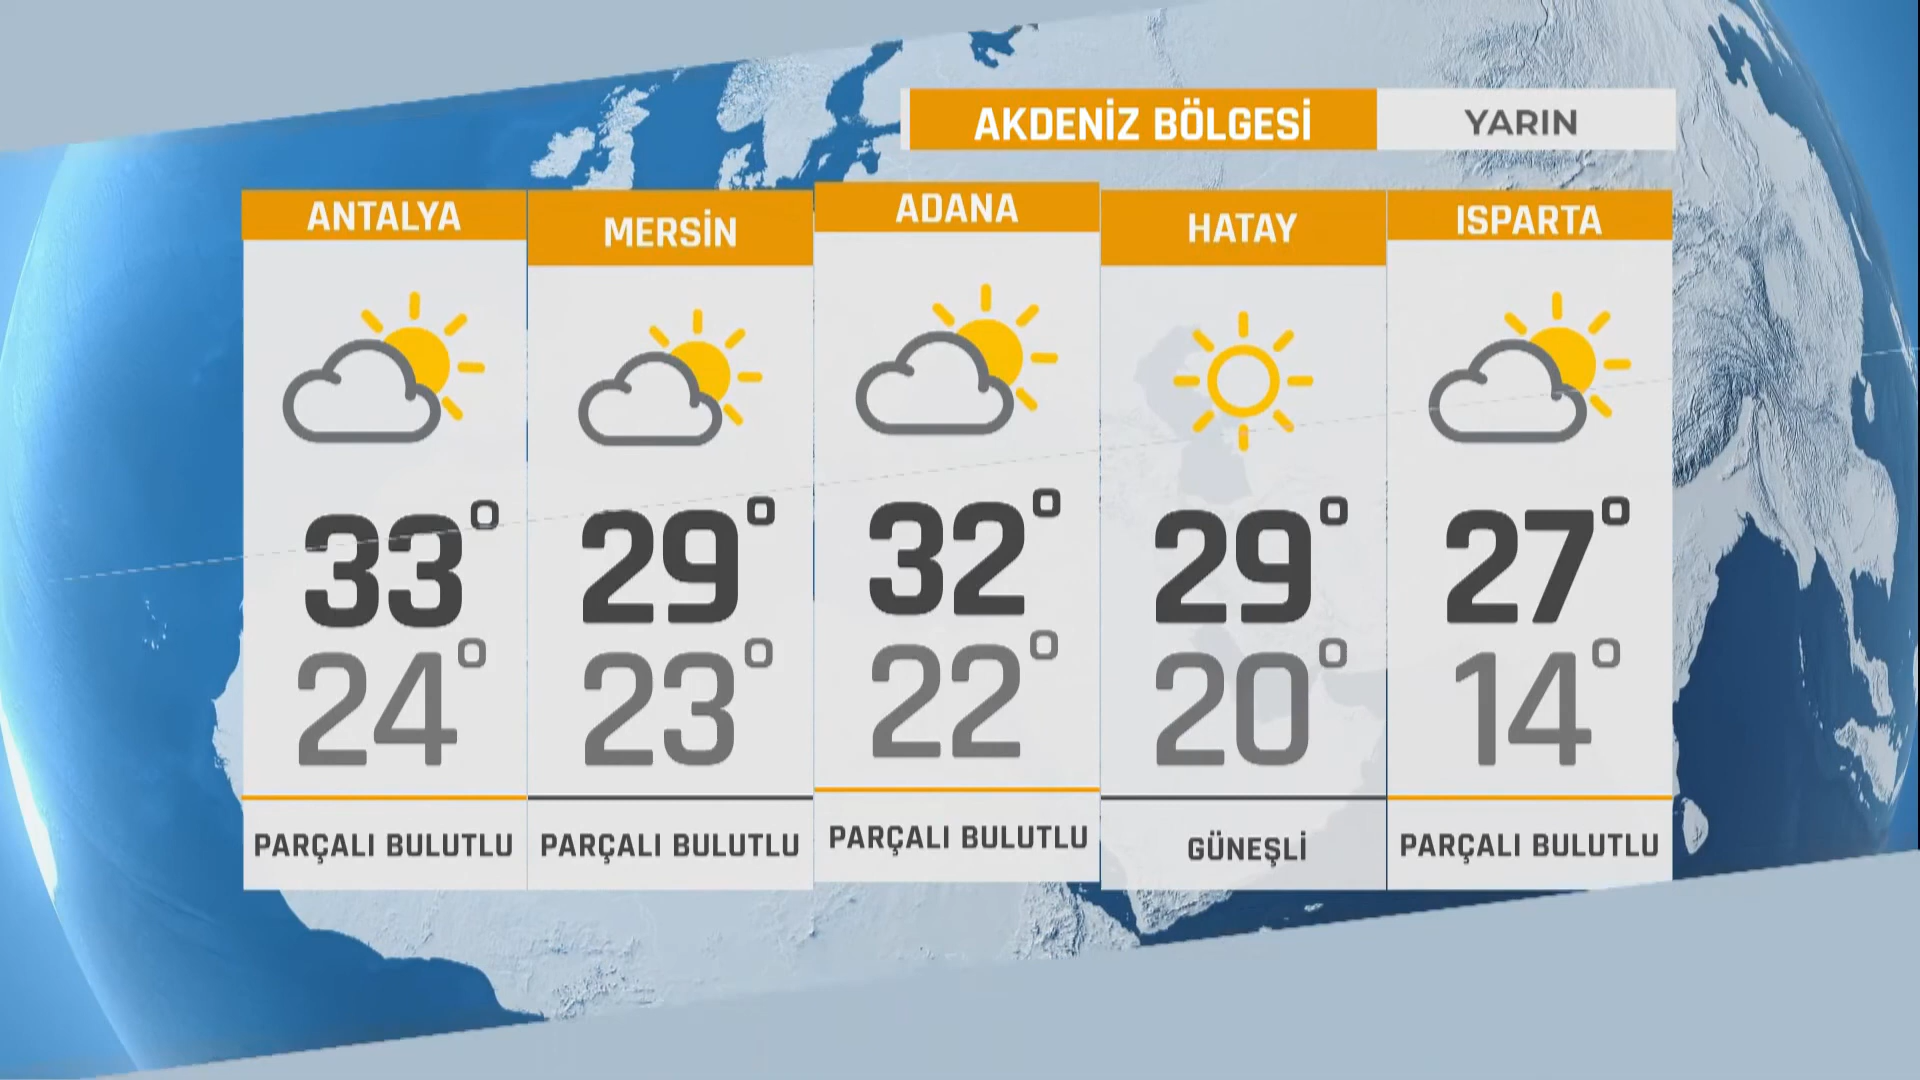 AKDENİZ BÖLGESİ YARIN
ANTALYA
33°
24°
PARÇALI BULUTLU
MERSİN
29°
23°
PARÇALI BULUTLU
ADANA
32°
22°
PARÇALI BULUTLU
HATAY
29°
20°
GÜNEŞLİ
ISPARTA
27°
14°
PARÇALI BULUTLU